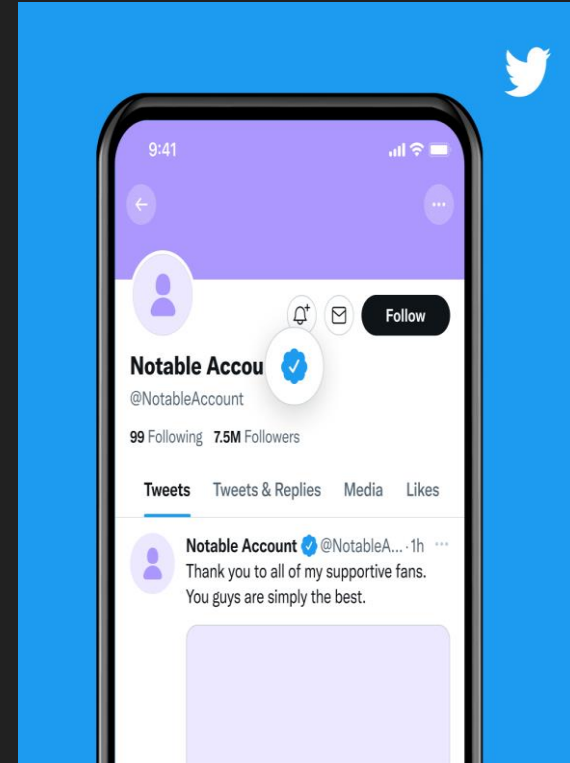 9:41
Follow
Notable Accou
@NotableAccount
99 Following 7.5M Followers
Tweets Tweets & Replies Media Likes
Notable Account @NotableA... · 1h
Thank you to all of my supportive fans.
You guys are simply the best.